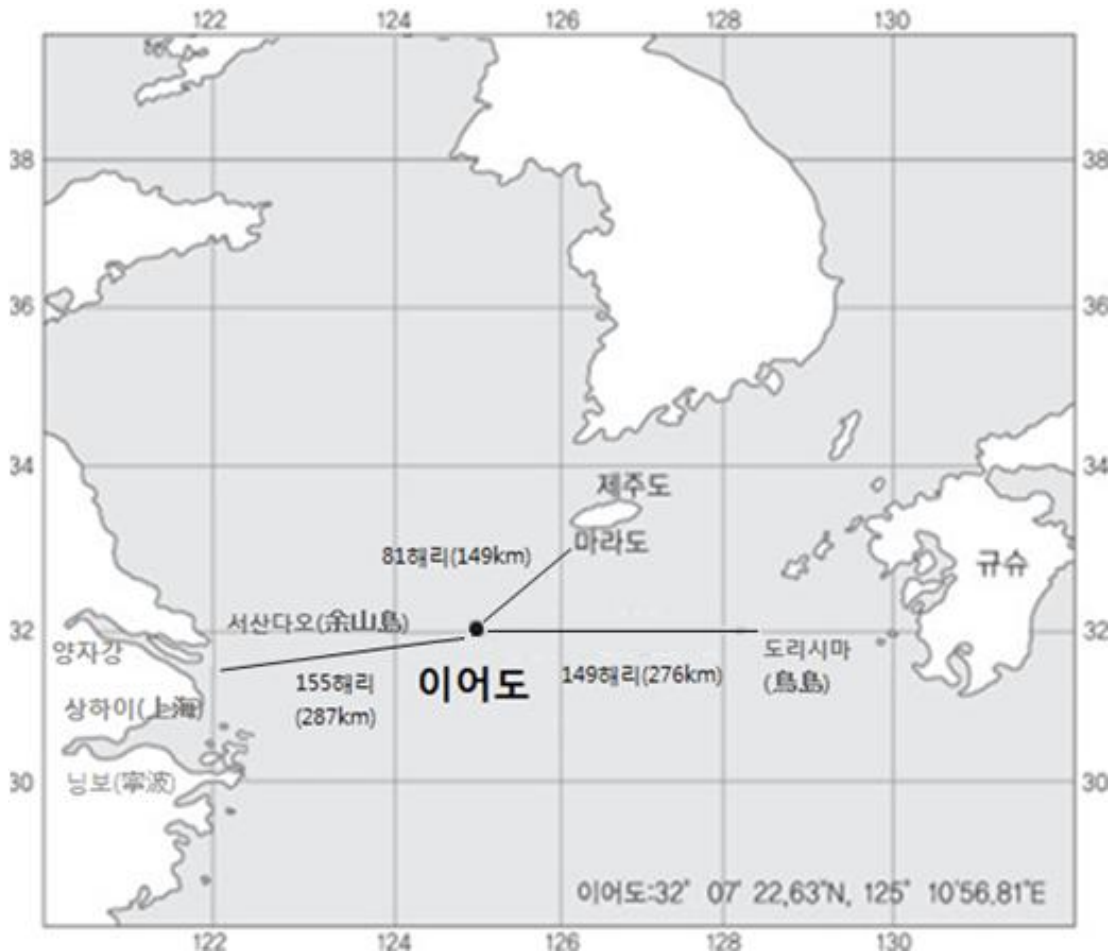 122 124 126 128 130
38 38
36 36
34 34
제주도
마라도
81해리(149km)
규슈
서산다오(余山島)
32 32
양자강
도리시마
(鳥島)
149해리(276km)
이어도
155해리
(287km)
상하이(上海)
30 30
닝보(寧波)
이어도:32° 07' 22,63"N, 125° 10'56.81"E
122 124 126 128 130